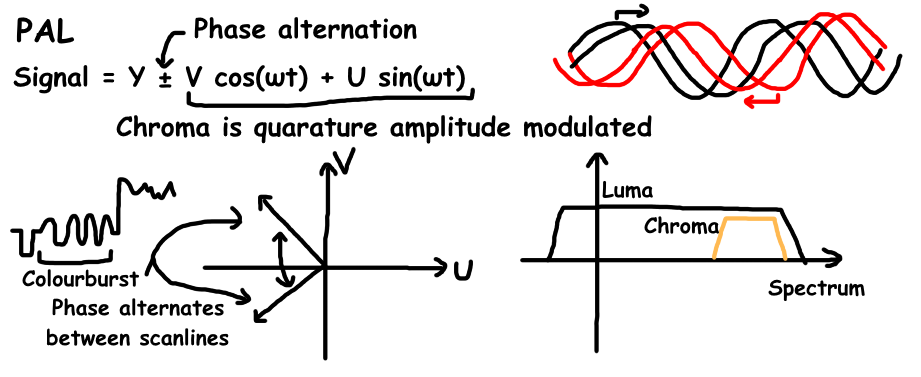 PAL
Phase alternation
Signal = Y ± V cos(ωt) + U sin(ωt)
Chroma is quarature amplitude modulated
V
U
Colourburst
Phase alternates
between scanlines
Luma
Chroma
Spectrum